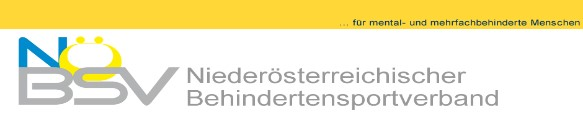 ... für mental- und mehrfachbehinderte Menschen
NÖ
BSV
Niederösterreichischer
Behindertensportverband